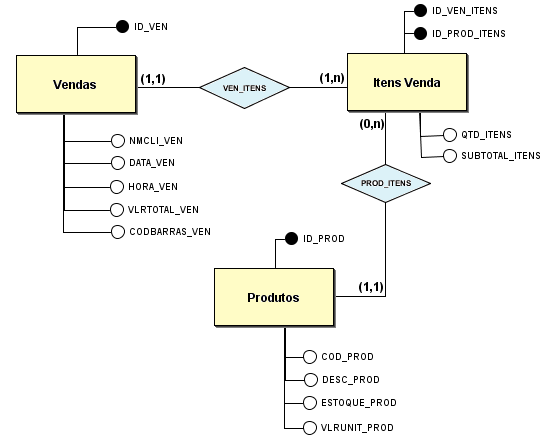 ID_VEN
ID_VEN_ITENS
ID_PROD_ITENS
Vendas
(1,1)
VEN_ITENS
(1,n)
Itens Venda
(0,n)
NMCLI_VEN
DATA_VEN
HORA_VEN
VLRTOTAL_VEN
CODBARRAS_VEN
QTD_ITENS
SUBTOTAL_ITENS
PROD_ITENS
ID_PROD
Produtos
(1,1)
COD_PROD
DESC_PROD
ESTOQUE_PROD
VLRUNIT_PROD